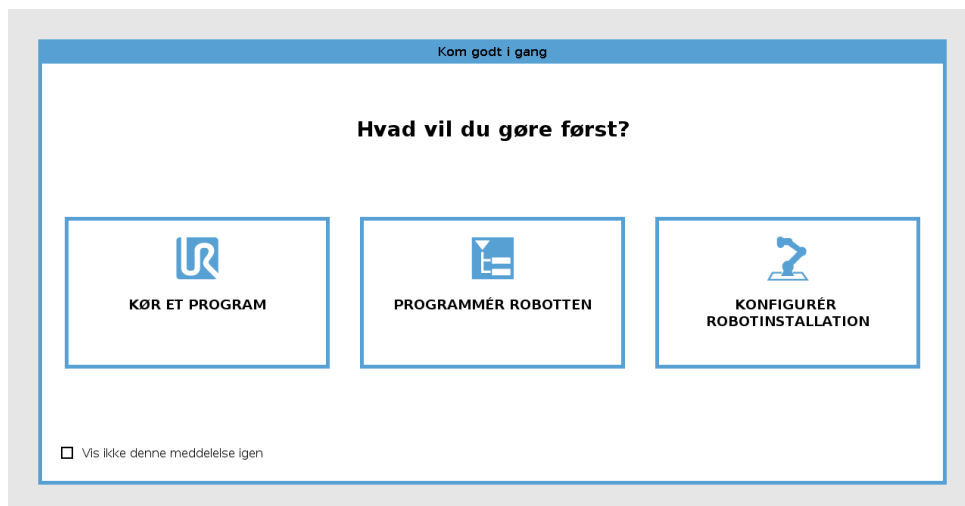 Kom godt i gang
Hvad vil du gøre først?
KØR ET PROGRAM
PROGRAMMÉR ROBOTTEN
KONFIGURÉR
ROBOTINSTALLATION
Vis ikke denne meddelelse igen